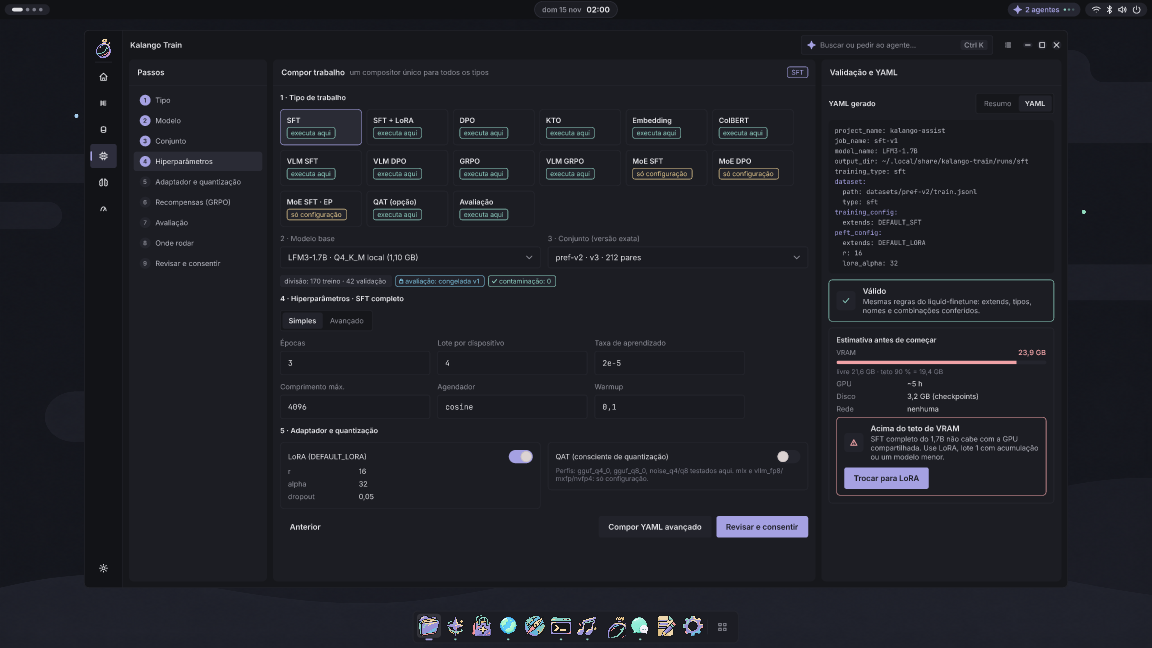 dom 15 nov 02:00
2 agentes
Kalango Train
Buscar ou pedir ao agente...
Ctrl K
Passos
1 Tipo
2 Modelo
3 Conjunto
4 Hiperparâmetros
5 Adaptador e quantização
6 Recompensas (GRPO)
7 Avaliação
8 Onde rodar
9 Revisar e consentir
Compor trabalho um compositor único para todos os tipos
SFT
1 · Tipo de trabalho
SFT
executa aqui
SFT + LoRA
executa aqui
DPO
executa aqui
KTO
executa aqui
Embedding
executa aqui
ColBERT
executa aqui
VLM SFT
executa aqui
VLM DPO
executa aqui
GRPO
executa aqui
VLM GRPO
executa aqui
MoE SFT
só configuração
MoE DPO
só configuração
MoE SFT · EP
só configuração
QAT (opção)
executa aqui
Avaliação
executa aqui
2 · Modelo base
LFM3-1.7B · Q4_K_M local (1,10 GB)
3 · Conjunto (versão exata)
pref-v2 · v3 · 212 pares
divisão: 170 treino · 42 validação
avaliação: congelada v1
contaminação: 0
4 · Hiperparâmetros · SFT completo
Simples
Avançado
Épocas
3
Lote por dispositivo
4
Taxa de aprendizado
2e-5
Comprimento máx.
4096
Agendador
cosine
Warmup
0,1
5 · Adaptador e quantização
LoRA (DEFAULT_LORA)
r 16
alpha 32
dropout 0,05
QAT (consciente de quantização)
Perfis: gguf_q4_0, gguf_q8_0, noise_q4/q8 testados aqui. mlx e vllm_fp8/
mxfp/nvfp4: só configuração.
Anterior
Compor YAML avançado
Revisar e consentir
Validação e YAML
YAML gerado
Resumo
YAML
project_name: kalango-assist
job_name: sft-v1
model_name: LFM3-1.7B
output_dir: ~/.local/share/kalango-train/runs/sft
training_type: sft
dataset:
path: datasets/pref-v2/train.jsonl
type: sft
training_config:
extends: DEFAULT_SFT
peft_config:
extends: DEFAULT_LORA
r: 16
lora_alpha: 32
Válido
Mesmas regras do liquid-finetune: extends, tipos,
nomes e combinações conferidos.
Estimativa antes de começar
VRAM 23,9 GB
livre 21,6 GB · teto 90 % = 19,4 GB
GPU ~5 h
Disco 3,2 GB (checkpoints)
Rede nenhuma
Acima do teto de VRAM
SFT completo do 1,7B não cabe com a GPU
compartilhada. Use LoRA, lote 1 com acumulação
ou um modelo menor.
Trocar para LoRA